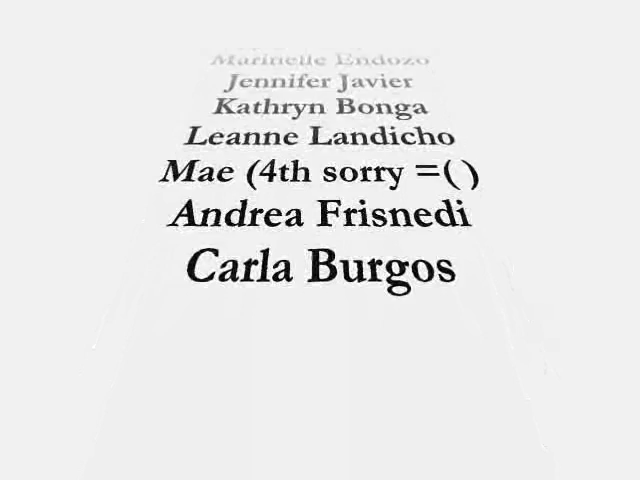 Marinelle Endozo
Jennifer Javier
Kathryn Bonga
Leanne Landicho
Mae (4th sorry =( )
Andrea Frisnedi
Carla Burgos